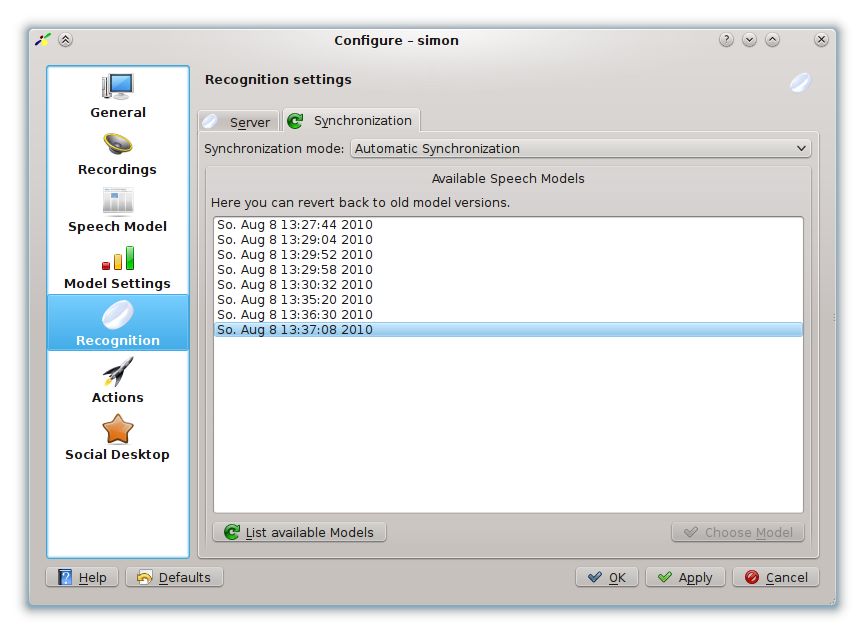 Configure – simon
General
Recordings
Speech Model
Model Settings
Recognition
Actions
Social Desktop
Recognition settings
Server
Synchronization
Synchronization mode: Automatic Synchronization
Available Speech Models
Here you can revert back to old model versions.
So. Aug 8 13:27:44 2010
So. Aug 8 13:29:04 2010
So. Aug 8 13:29:52 2010
So. Aug 8 13:29:58 2010
So. Aug 8 13:30:32 2010
So. Aug 8 13:35:20 2010
So. Aug 8 13:36:30 2010
So. Aug 8 13:37:08 2010
List available Models
Choose Model
Help
Defaults
OK
Apply
Cancel